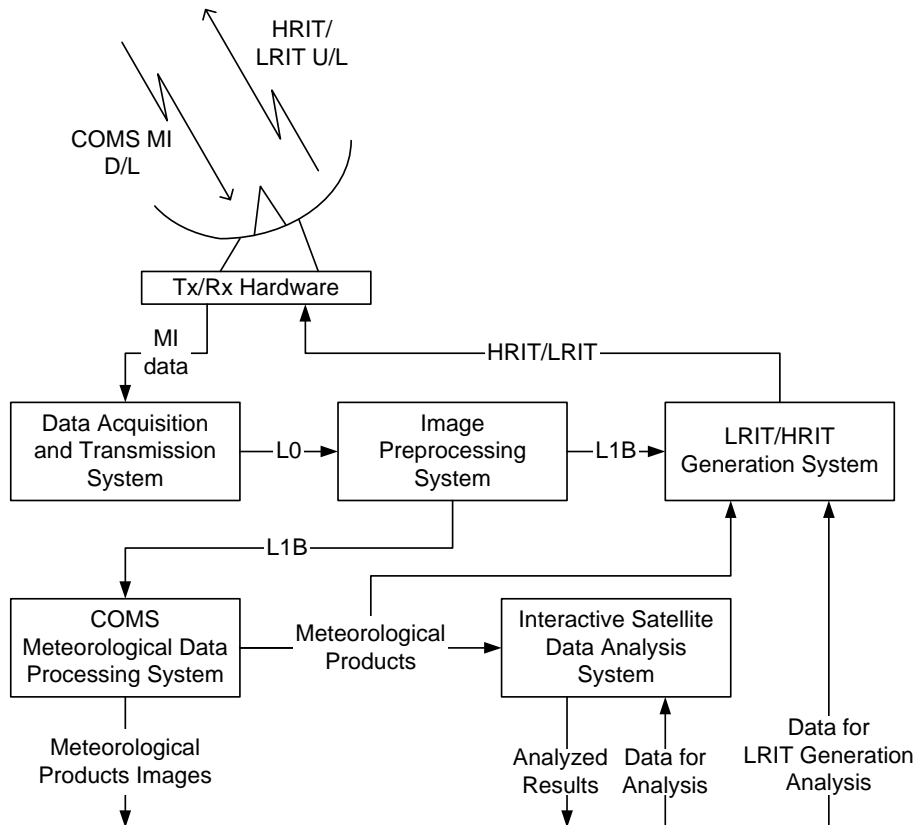 HRIT/
LRIT U/L
COMS MI
D/L
Tx/Rx Hardware
MI
data
HRIT/LRIT
Data Acquisition
and Transmission
System
L0
Image
Preprocessing
System
L1B
LRIT/HRIT
Generation System
L1B
COMS
Meteorological Data
Processing System
Meteorological
Products
Interactive Satellite
Data Analysis
System
Meteorological
Products Images
Analyzed
Results
Data for
Analysis
Data for
LRIT Generation
Analysis